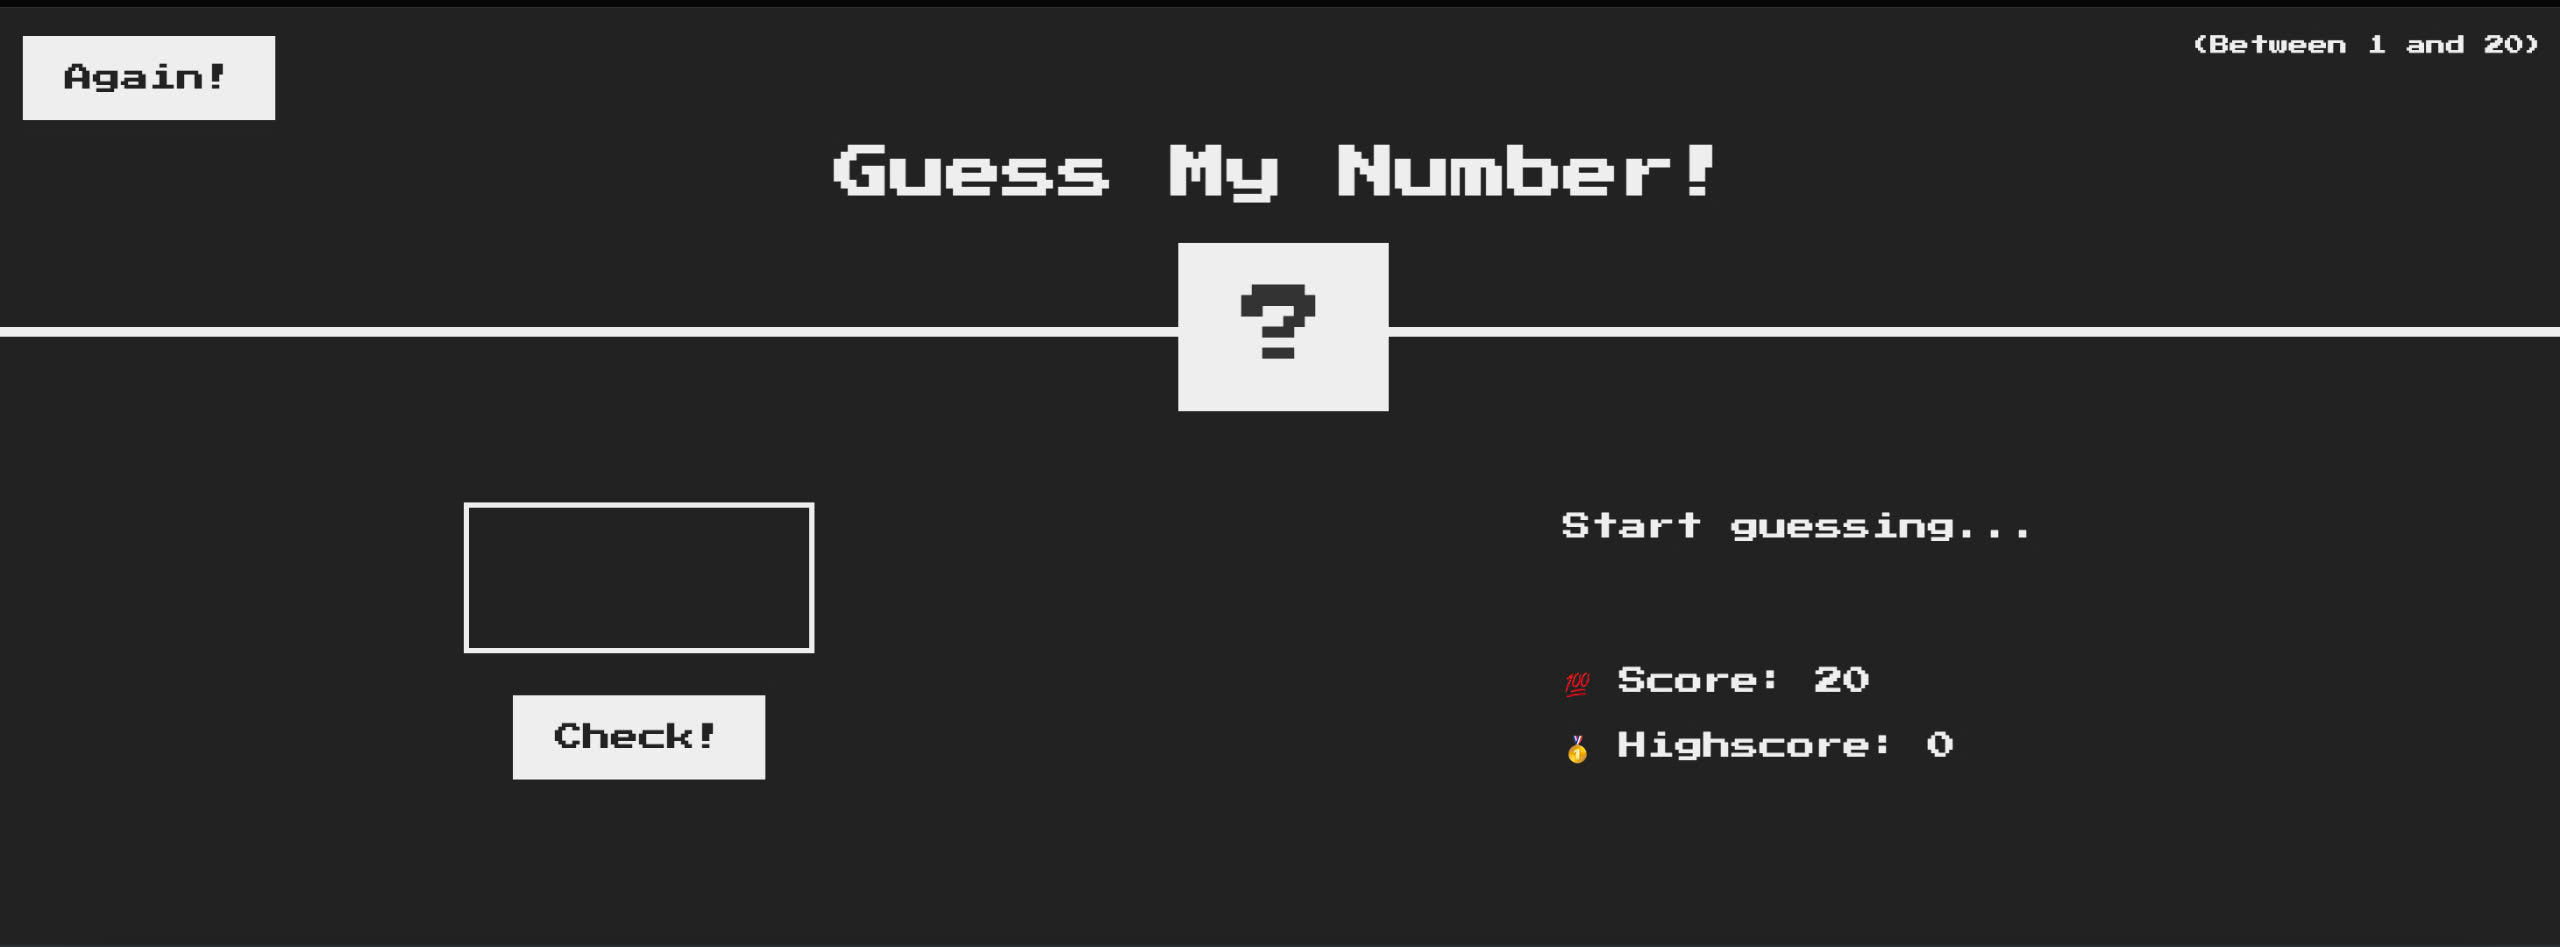 Again!
(Between 1 and 20)
Guess My Number!
?
Start guessing...
Check!
💯 Score: 20
🥇 Highscore: 0